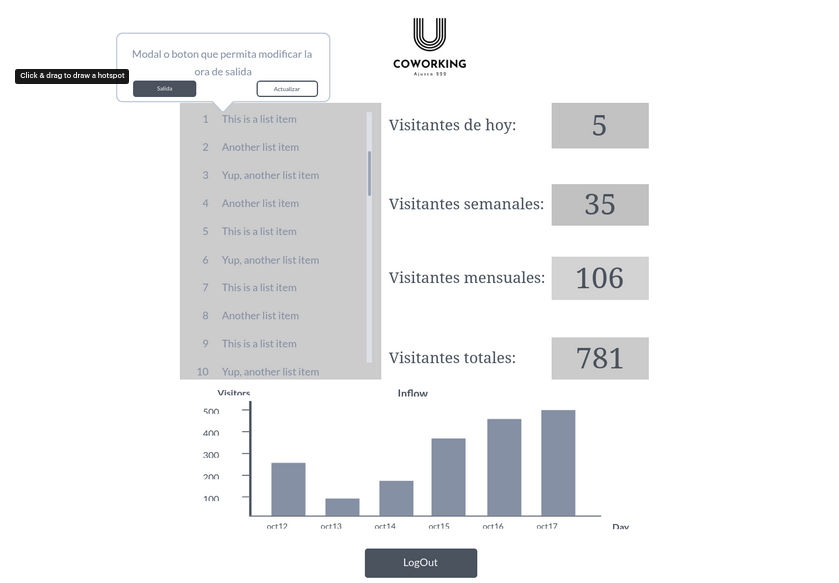 Modal o boton que permita modificar la
ora de salida
Click & drag to draw a hotspot
Salida
Actualizar
COWORKING
Ajusco 222
1 This is a list item
2 Another list item
3 Yup, another list item
4 Another list item
5 This is a list item
6 Yup, another list item
7 This is a list item
8 Another list item
9 This is a list item
10 Yup, another list item
Visitantes de hoy: 5
Visitantes semanales: 35
Visitantes mensuales: 106
Visitantes totales: 781
Visitors
Inflow
500
400
300
200
100
oct12 oct13 oct14 oct15 oct16 oct17
Day
LogOut